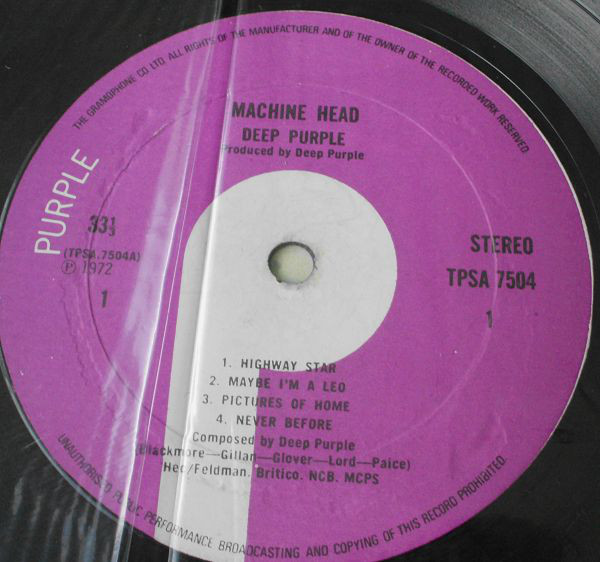 THE GRAMOPHONE CO LTD. ALL RIGHTS OF THE MANUFACTURER AND OF THE OWNER OF THE RECORDED WORK RESERVED
MACHINE HEAD
DEEP PURPLE
Produced by Deep Purple
PURPLE
33⅓
(TPSA.7504A)
Ⓟ 1972
1
STEREO
TPSA 7504
1
1. HIGHWAY STAR
2. MAYBE I'M A LEO
3. PICTURES OF HOME
4. NEVER BEFORE
Composed by Deep Purple
(Blackmore—Gillan—Glover—Lord—Paice)
Hec/Feldman. Britico. NCB. MCPS
UNAUTHORISED PUBLIC PERFORMANCE BROADCASTING AND COPYING OF THIS RECORD PROHIBITED.